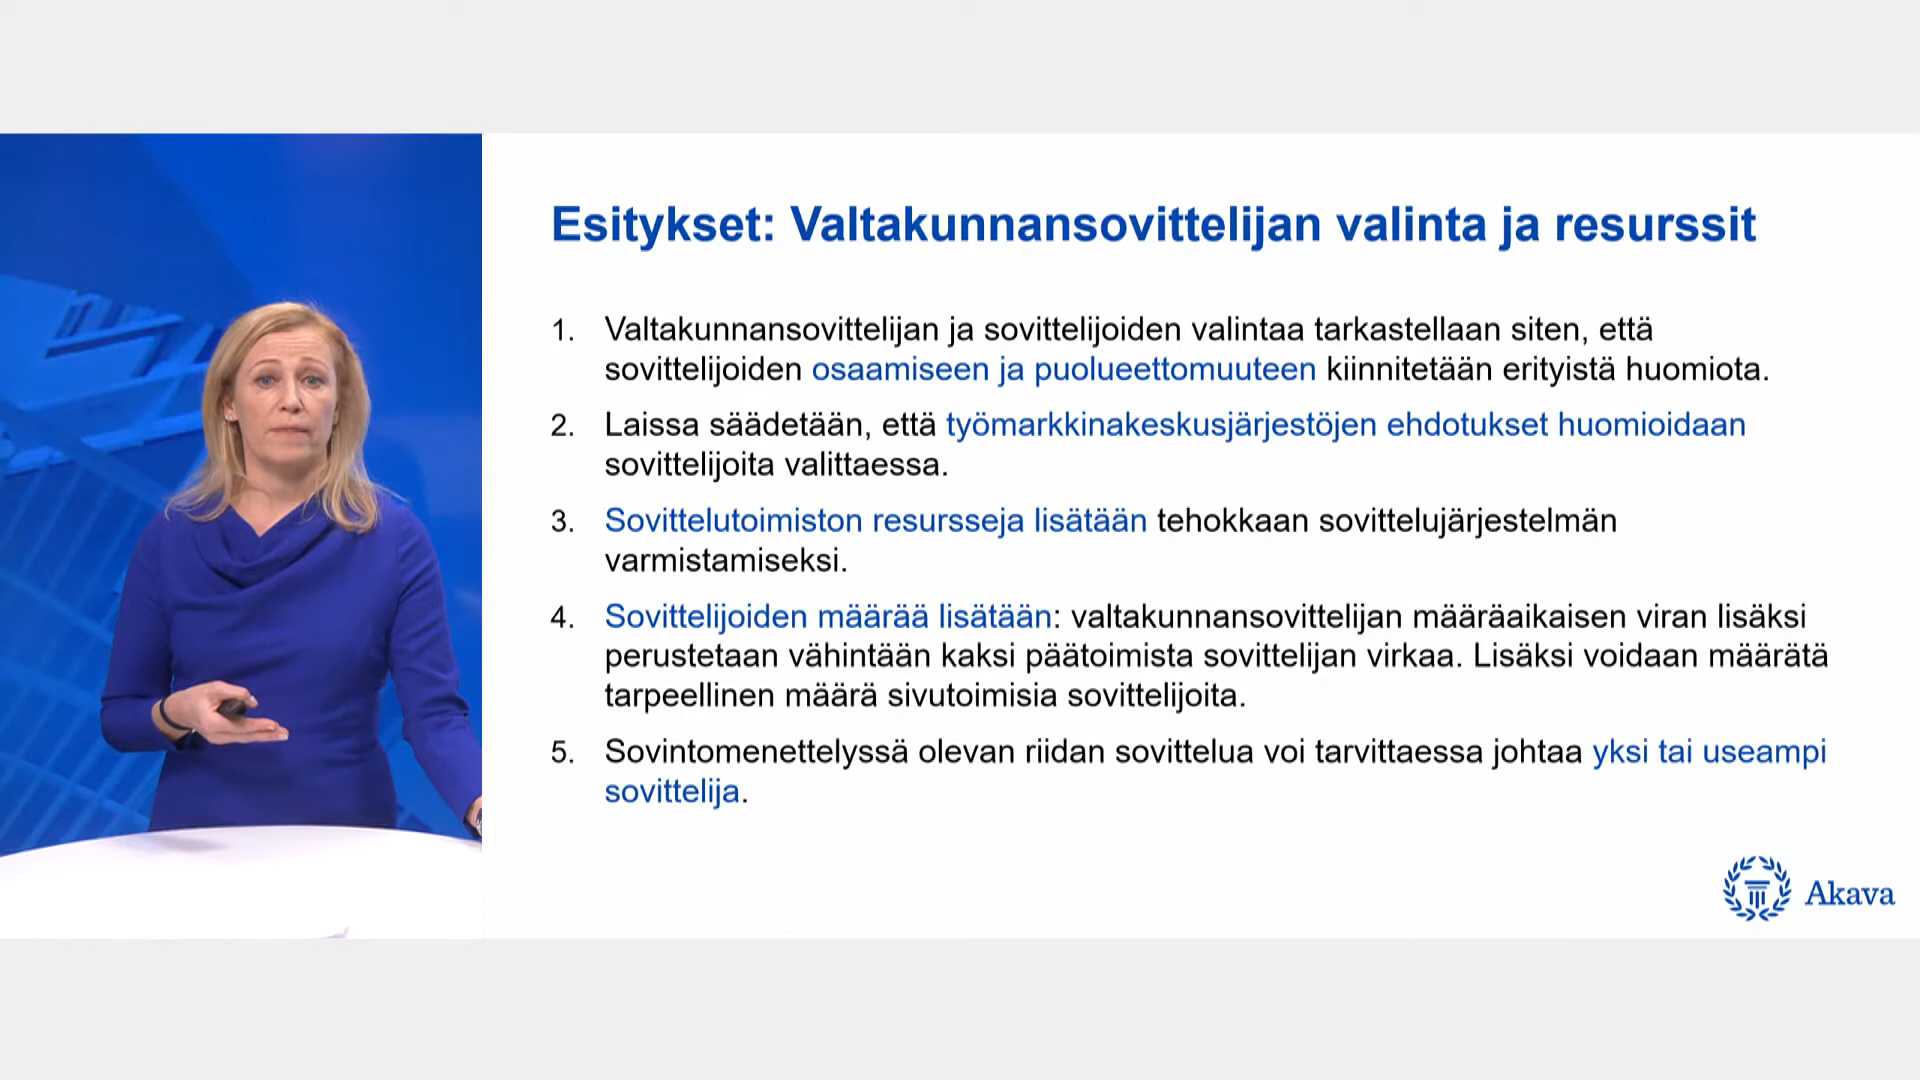 Esitykset: Valtakunnansovittelijan valinta ja resurssit
1. Valtakunnansovittelijan ja sovittelijoiden valintaa tarkastellaan siten, että
sovittelijoiden osaamiseen ja puolueettomuuteen kiinnitetään erityistä huomiota.
2. Laissa säädetään, että työmarkkinakeskusjärjestöjen ehdotukset huomioidaan
sovittelijoita valittaessa.
3. Sovittelutoimiston resursseja lisätään tehokkaan sovittelujärjestelmän
varmistamiseksi.
4. Sovittelijoiden määrää lisätään: valtakunnansovittelijan määräaikaisen viran lisäksi
perustetaan vähintään kaksi päätoimista sovittelijan virkaa. Lisäksi voidaan määrätä
tarpeellinen määrä sivutoimisia sovittelijoita.
5. Sovintomenettelyssä olevan riidan sovittelua voi tarvittaessa johtaa yksi tai useampi
sovittelija.
Akava